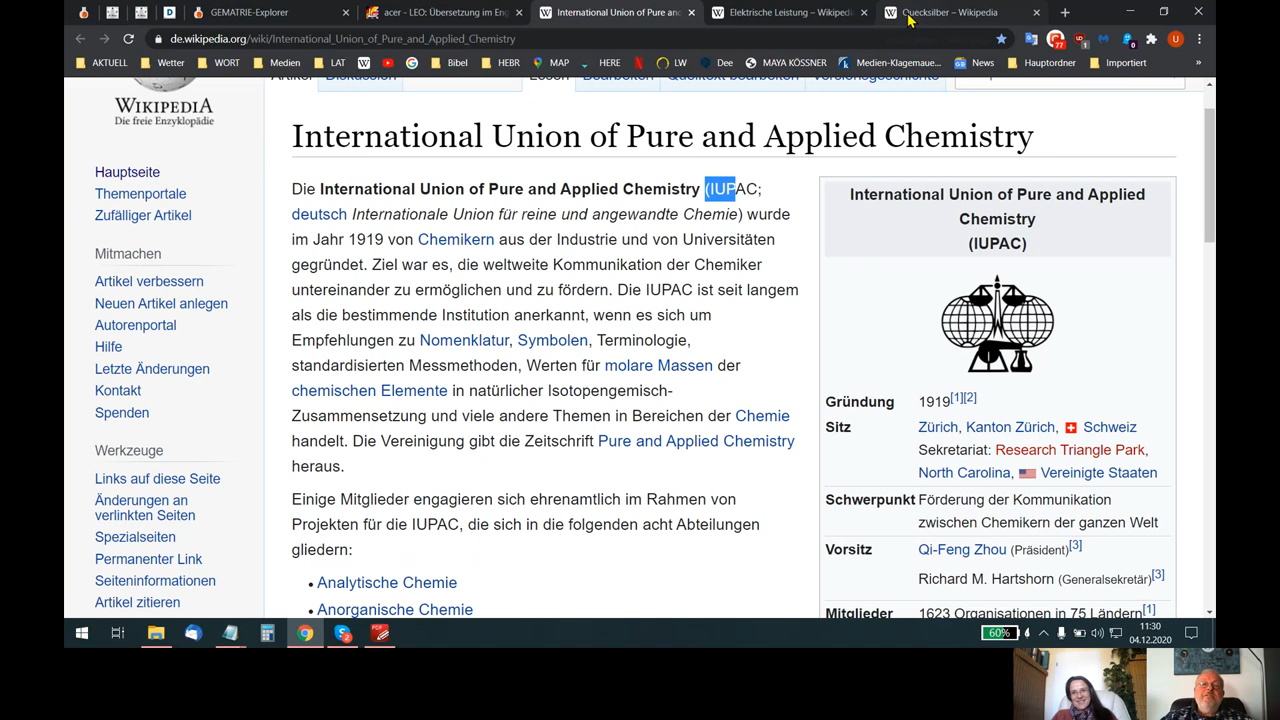 GEMATRIE-Explorer
acer - LEO: Übersetzung im Eng
International Union of Pure and
Elektrische Leistung – Wikipedi
Quecksilber – Wikipedia
de.wikipedia.org/wiki/International_Union_of_Pure_and_Applied_Chemistry
AKTUELL Wetter WORT Medien LAT Bibel HEBR MAP HERE LW Dee MAYA KÖSSNER Medien-Klagemaue... News Hauptordner Importiert
WIKIPEDIA
Die freie Enzyklopädie
Hauptseite
Themenportale
Zufälliger Artikel
Mitmachen
Artikel verbessern
Neuen Artikel anlegen
Autorenportal
Hilfe
Letzte Änderungen
Kontakt
Spenden
Werkzeuge
Links auf diese Seite
Änderungen an
verlinkten Seiten
Spezialseiten
Permanenter Link
Seiteninformationen
Artikel zitieren
Artikel Diskussion Lesen Bearbeiten Quelltext bearbeiten Versionsgeschichte
International Union of Pure and Applied Chemistry
Die International Union of Pure and Applied Chemistry (IUPAC;
deutsch Internationale Union für reine und angewandte Chemie) wurde
im Jahr 1919 von Chemikern aus der Industrie und von Universitäten
gegründet. Ziel war es, die weltweite Kommunikation der Chemiker
untereinander zu ermöglichen und zu fördern. Die IUPAC ist seit langem
als die bestimmende Institution anerkannt, wenn es sich um
Empfehlungen zu Nomenklatur, Symbolen, Terminologie,
standardisierten Messmethoden, Werten für molare Massen der
chemischen Elemente in natürlicher Isotopengemisch-
Zusammensetzung und viele andere Themen in Bereichen der Chemie
handelt. Die Vereinigung gibt die Zeitschrift Pure and Applied Chemistry
heraus.
Einige Mitglieder engagieren sich ehrenamtlich im Rahmen von
Projekten für die IUPAC, die sich in die folgenden acht Abteilungen
gliedern:
• Analytische Chemie
• Anorganische Chemie
International Union of Pure and Applied
Chemistry
(IUPAC)
Gründung 1919[1][2]
Sitz Zürich, Kanton Zürich, Schweiz
Sekretariat: Research Triangle Park,
North Carolina, Vereinigte Staaten
Schwerpunkt Förderung der Kommunikation
zwischen Chemikern der ganzen Welt
Vorsitz Qi-Feng Zhou (Präsident)[3]
Richard M. Hartshorn (Generalsekretär)[3]
Mitglieder 1623 Organisationen in 75 Ländern[1]
60%
11:30
04.12.2020